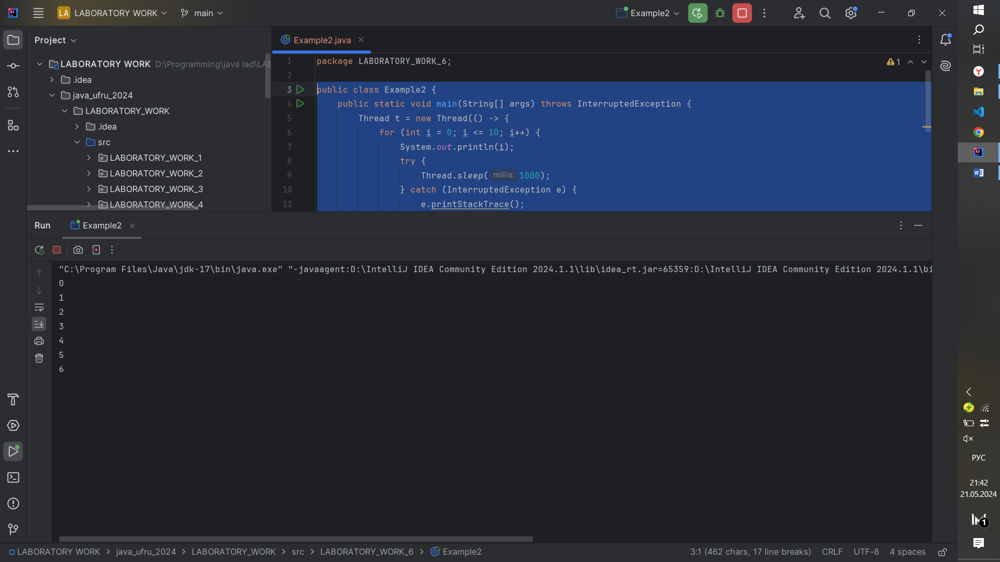 LA LABORATORY WORK main Example2
Project
Example2.java
LABORATORY WORK D:\Programming\java lad\LAB
.idea
java_ufru_2024
LABORATORY_WORK
.idea
src
LABORATORY_WORK_1
LABORATORY_WORK_2
LABORATORY_WORK_3
LABORATORY_WORK_4
1 package LABORATORY_WORK_6;
1
2
3 public class Example2 {
4 public static void main(String[] args) throws InterruptedException {
5 Thread t = new Thread(() -> {
6 for (int i = 0; i <= 10; i++) {
7 System.out.println(i);
8 try {
9 Thread.sleep( millis: 1000);
10 } catch (InterruptedException e) {
11 e.printStackTrace();
Run Example2
"C:\Program Files\Java\jdk-17\bin\java.exe" "-javaagent:D:\IntelliJ IDEA Community Edition 2024.1.1\lib\idea_rt.jar=65359:D:\IntelliJ IDEA Community Edition 2024.1.1\bi
0
1
2
3
4
5
6
LABORATORY WORK > java_ufru_2024 > LABORATORY_WORK > src > LABORATORY_WORK_6 > Example2
3:1 (462 chars, 17 line breaks) CRLF UTF-8 4 spaces
РУС
21:42
21.05.2024
1